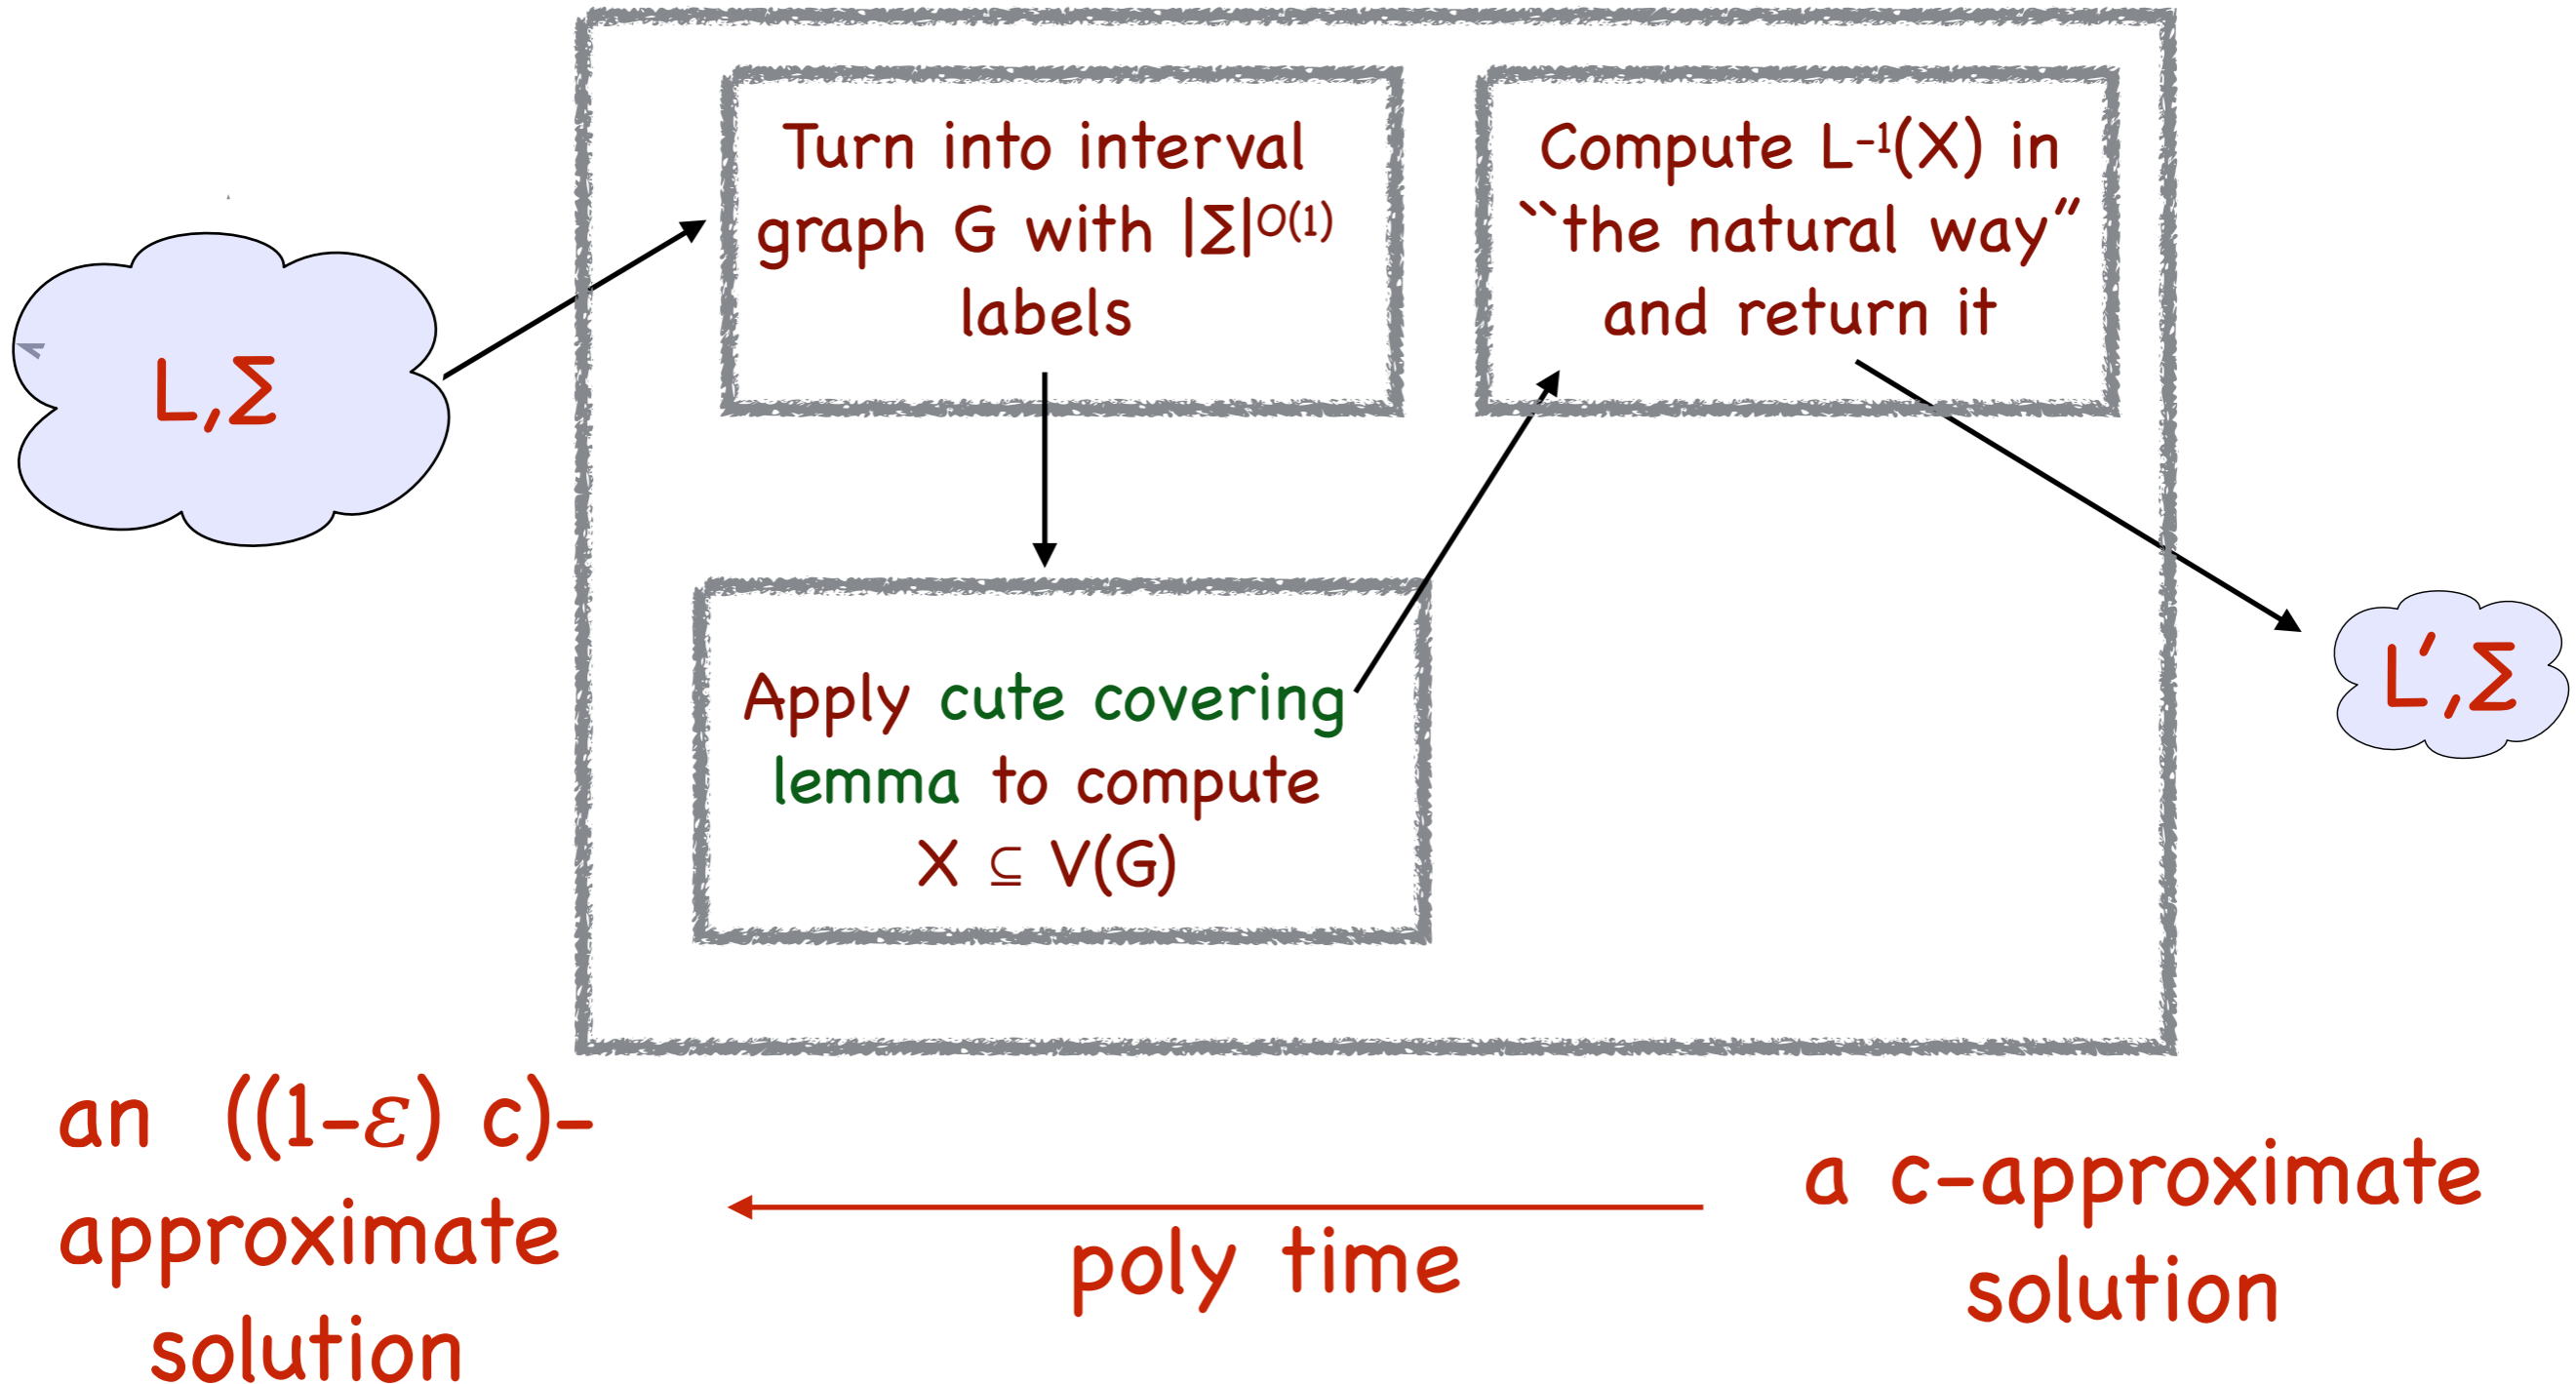 L,Σ
Turn into interval
graph G with |Σ|^O(1)
labels
Apply cute covering
lemma to compute
X ⊆ V(G)
Compute L⁻¹(X) in
``the natural way”
and return it
L′,Σ
an ((1-ε) c)-
approximate
solution
poly time
a c-approximate
solution